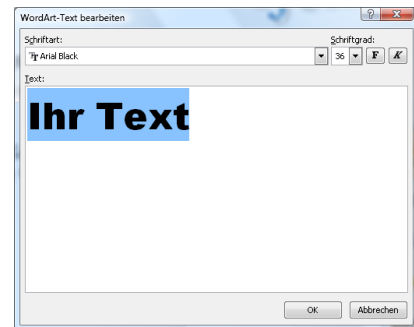 WordArt-Text bearbeiten
Schriftart: Schriftgrad:
Arial Black 36 F K
Text:
Ihr Text
OK Abbrechen